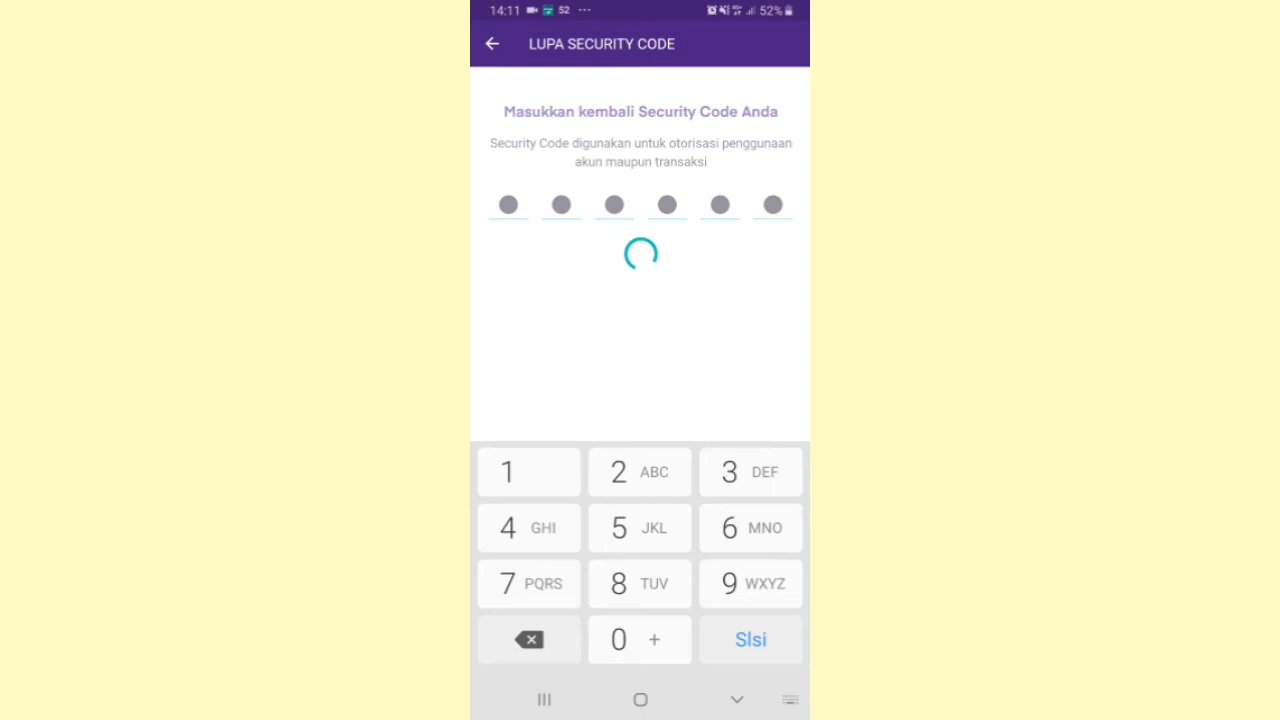 14:11 52 ... 52%
LUPA SECURITY CODE
Masukkan kembali Security Code Anda
Security Code digunakan untuk otorisasi penggunaan
akun maupun transaksi
1 2 ABC 3 DEF
4 GHI 5 JKL 6 MNO
7 PQRS 8 TUV 9 WXYZ
0 + Slsi